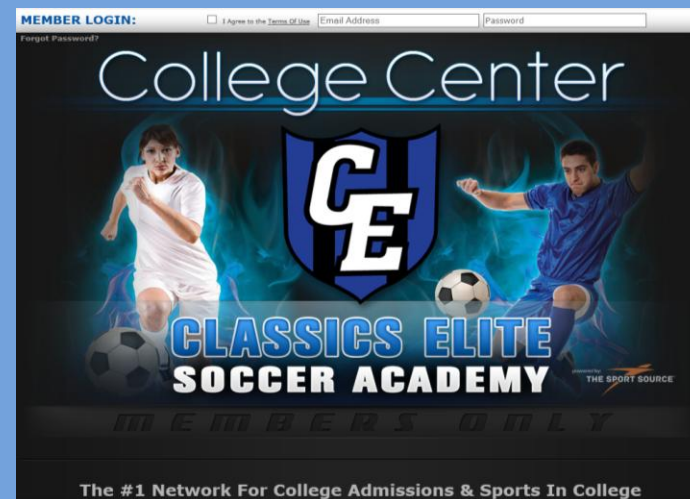 MEMBER LOGIN: I Agree to the Terms Of Use Email Address Password
Forgot Password?
College Center
CE
CLASSICS ELITE
SOCCER ACADEMY
powered by:
THE SPORT SOURCE
MEMBERS ONLY
The #1 Network For College Admissions & Sports In College